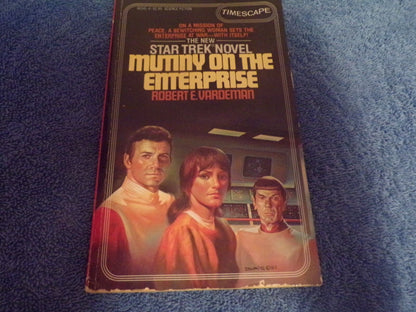 TIMESCAPE
ON A MISSION OF
PEACE, A BEWITCHING WOMAN SETS THE
ENTERPRISE AT WAR—WITH ITSELF!
THE NEW
STAR TREK NOVEL
MUTINY ON THE
ENTERPRISE
ROBERT E. VARDEMAN